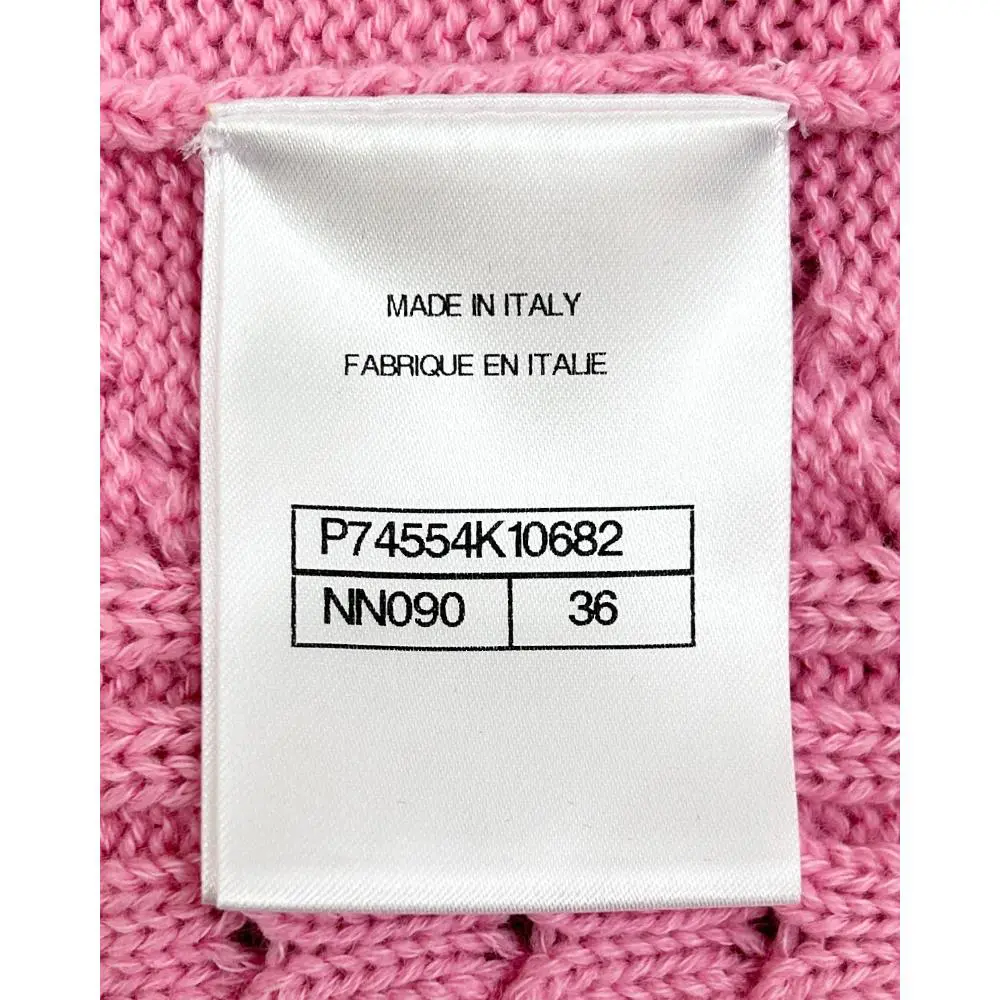 MADE IN ITALY
FABRIQUE EN ITALIE
P74554K10682
NN090 36